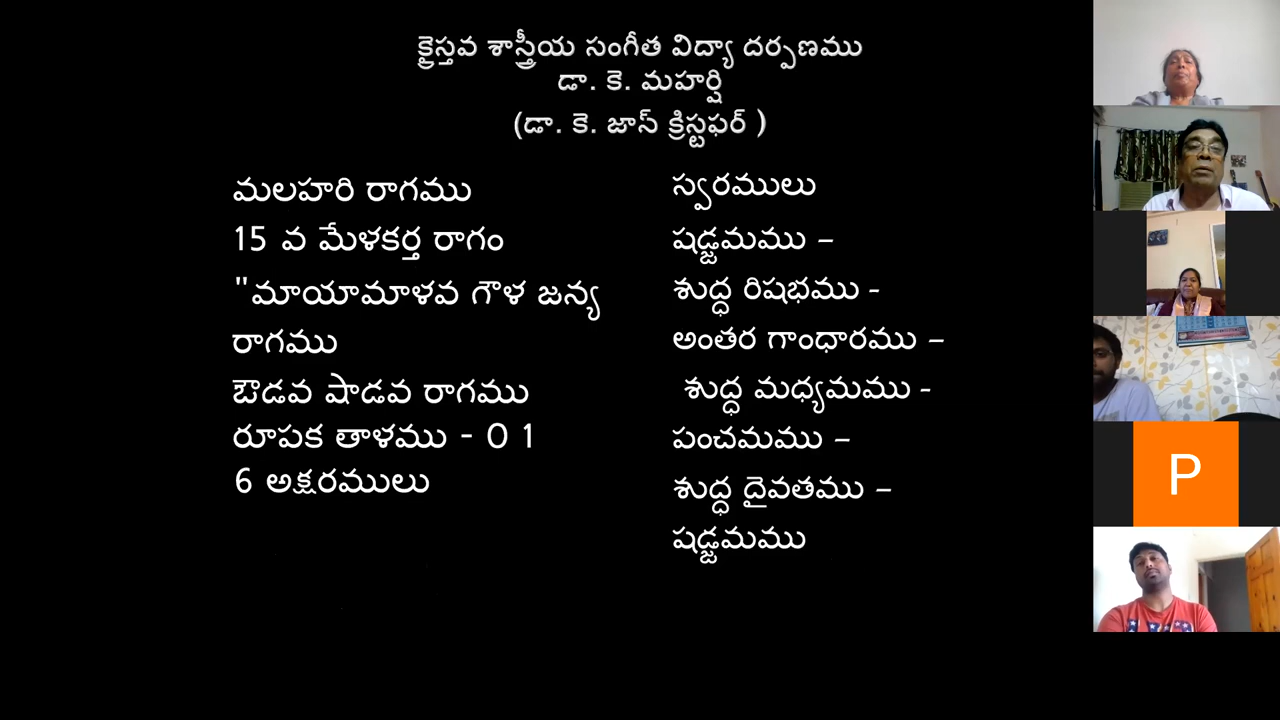 క్రైస్తవ శాస్త్రీయ సంగీత విద్యా దర్పణము
డా. కె. మహర్షి
(డా. కె. జాస్ క్రిస్టఫర్ )
మలహరి రాగము
15 వ మేళకర్త రాగం
"మాయామాళవ గౌళ జన్య
రాగము
ఔడవ షాడవ రాగము
రూపక తాళము - O 1
6 అక్షరములు
స్వరములు
షడ్జమము –
శుద్ధ రిషభము -
అంతర గాంధారము –
శుద్ధ మధ్యమము -
పంచమము –
శుద్ధ దైవతము –
షడ్జమము
P